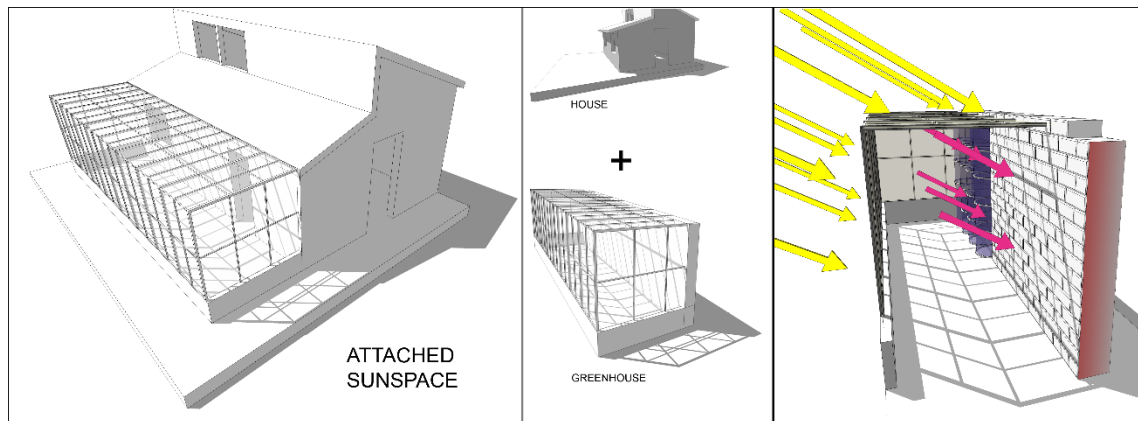 ATTACHED
SUNSPACE
HOUSE
+
GREENHOUSE